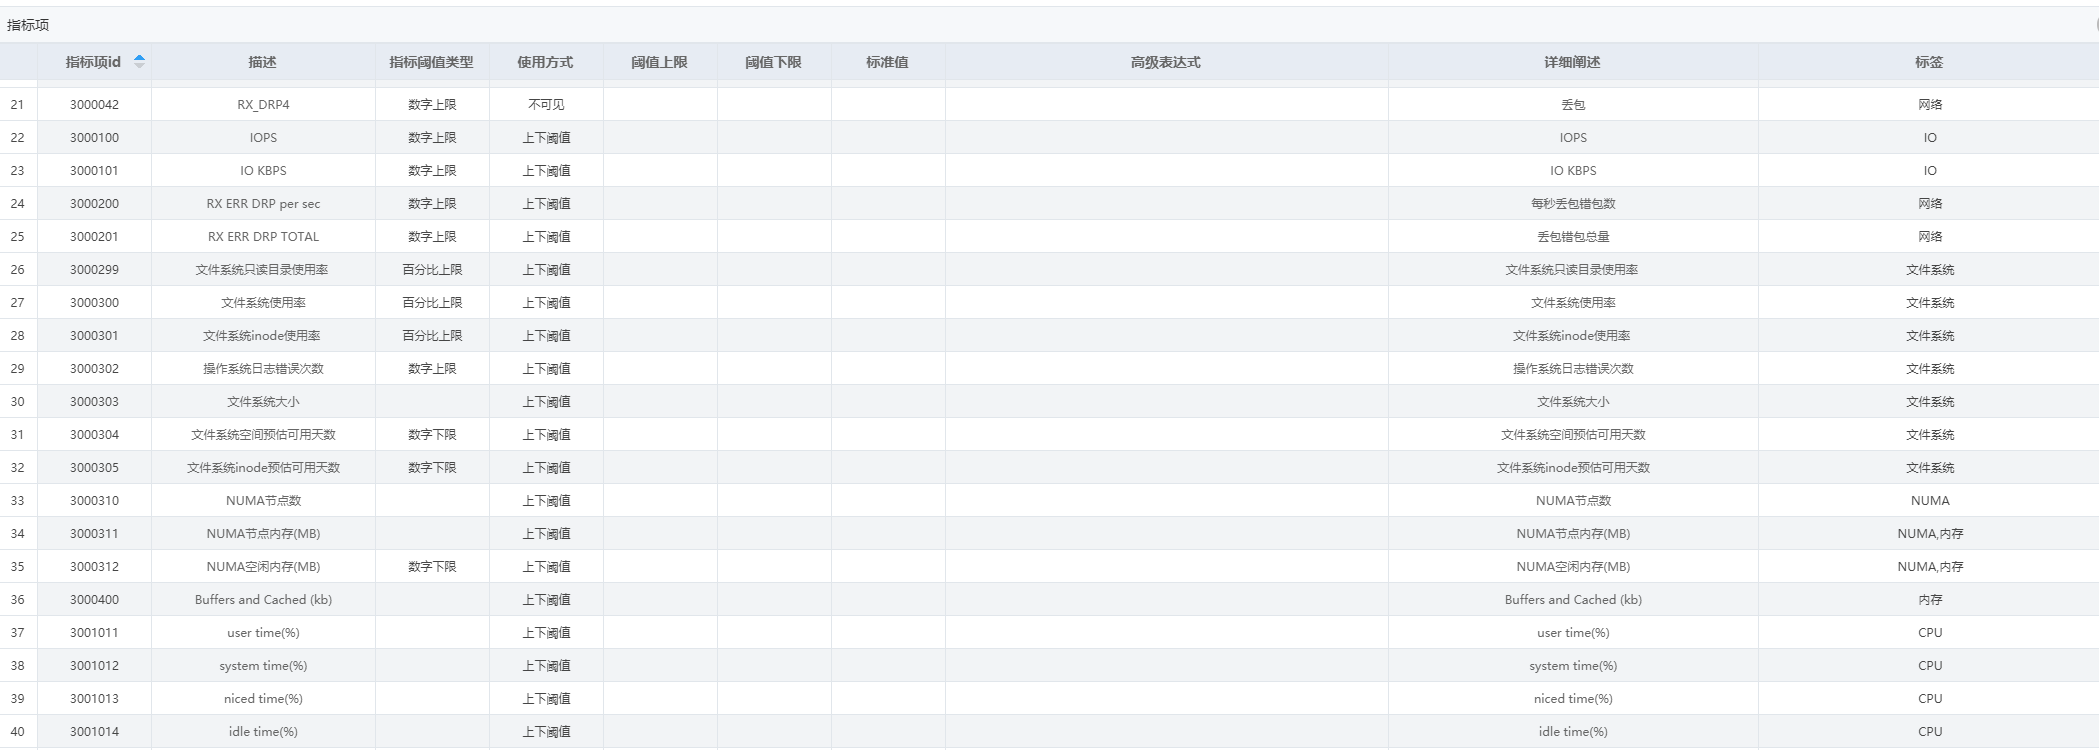 指标项
指标项id 描述 指标阈值类型 使用方式 阈值上限 阈值下限 标准值 高级表达式 详细阐述 标签
21 3000042 RX_DRP4 数字上限 不可见 丢包 网络
22 3000100 IOPS 数字上限 上下阈值 IOPS IO
23 3000101 IO KBPS 数字上限 上下阈值 IO KBPS IO
24 3000200 RX ERR DRP per sec 数字上限 上下阈值 每秒丢包错包数 网络
25 3000201 RX ERR DRP TOTAL 数字上限 上下阈值 丢包错包总量 网络
26 3000299 文件系统只读目录使用率 百分比上限 上下阈值 文件系统只读目录使用率 文件系统
27 3000300 文件系统使用率 百分比上限 上下阈值 文件系统使用率 文件系统
28 3000301 文件系统inode使用率 百分比上限 上下阈值 文件系统inode使用率 文件系统
29 3000302 操作系统日志错误次数 数字上限 上下阈值 操作系统日志错误次数 文件系统
30 3000303 文件系统大小 上下阈值 文件系统大小 文件系统
31 3000304 文件系统空间预估可用天数 数字下限 上下阈值 文件系统空间预估可用天数 文件系统
32 3000305 文件系统inode预估可用天数 数字下限 上下阈值 文件系统inode预估可用天数 文件系统
33 3000310 NUMA节点数 上下阈值 NUMA节点数 NUMA
34 3000311 NUMA节点内存(MB) 上下阈值 NUMA节点内存(MB) NUMA,内存
35 3000312 NUMA空闲内存(MB) 数字下限 上下阈值 NUMA空闲内存(MB) NUMA,内存
36 3000400 Buffers and Cached (kb) 上下阈值 Buffers and Cached (kb) 内存
37 3001011 user time(%) 上下阈值 user time(%) CPU
38 3001012 system time(%) 上下阈值 system time(%) CPU
39 3001013 niced time(%) 上下阈值 niced time(%) CPU
40 3001014 idle time(%) 上下阈值 idle time(%) CPU